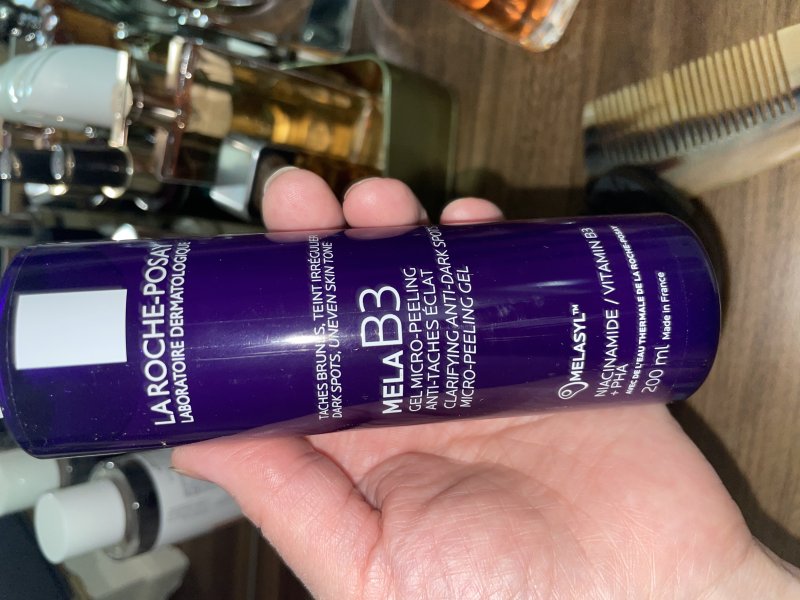 LA ROCHE-POSAY
LABORATOIRE DERMATOLOGIQUE
TACHES BRUNES, TEINT IRRÉGULIER
DARK SPOTS, UNEVEN SKIN TONE
MELA B3
GEL MICRO-PEELING
ANTI-TACHES ÉCLAT
CLARIFYING ANTI-DARK SPOTS
MICRO-PEELING GEL
MELASYL™
NIACINAMIDE / VITAMIN B3
+ PHA
AVEC DE L'EAU THERMALE DE LA ROCHE-POSAY
200 ml Made in France